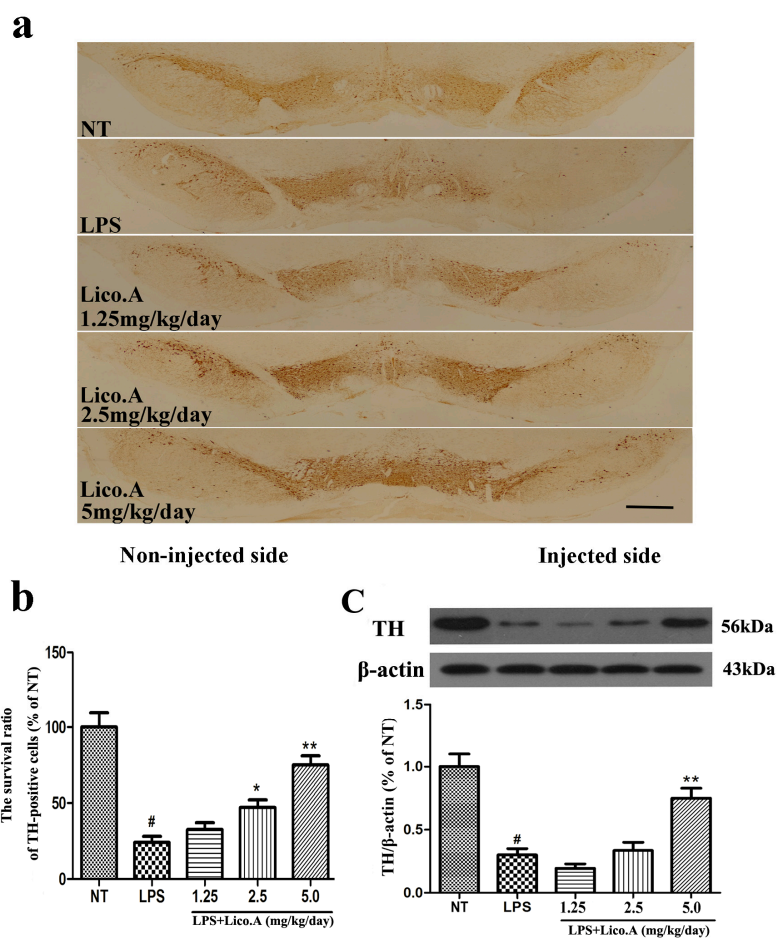 a
NT
LPS
Lico.A
1.25mg/kg/day
Lico.A
2.5mg/kg/day
Lico.A
5mg/kg/day
Non-injected side
Injected side
b
The survival ratio
of TH-positive cells (% of NT)
150
100
50
0
#
*
**
NT
LPS
1.25
2.5
5.0
LPS+Lico.A (mg/kg/day)
C
TH
56kDa
β-actin
43kDa
TH/β-actin (% of NT)
1.5
1.0
0.5
0.0
#
**
NT
LPS
1.25
2.5
5.0
LPS+Lico.A (mg/kg/day)